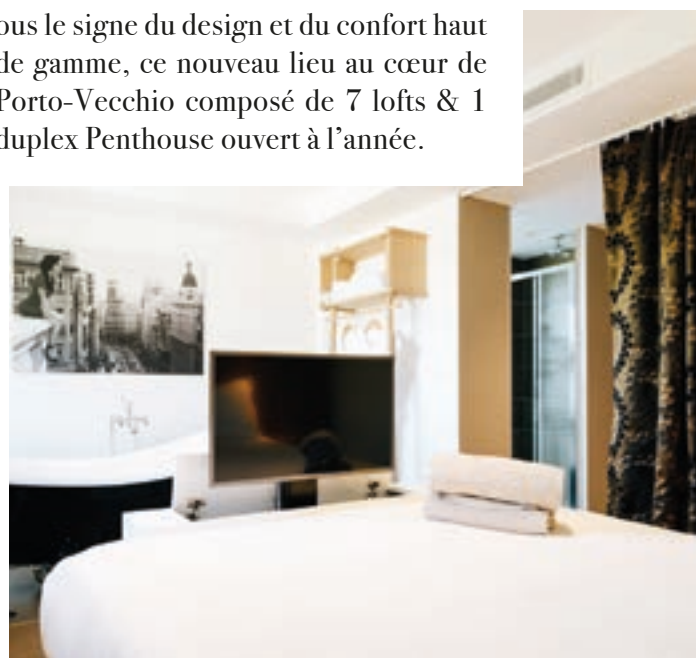 ous le signe du design et du confort haut
de gamme, ce nouveau lieu au cœur de
Porto-Vecchio composé de 7 lofts & 1
duplex Penthouse ouvert à l’année.